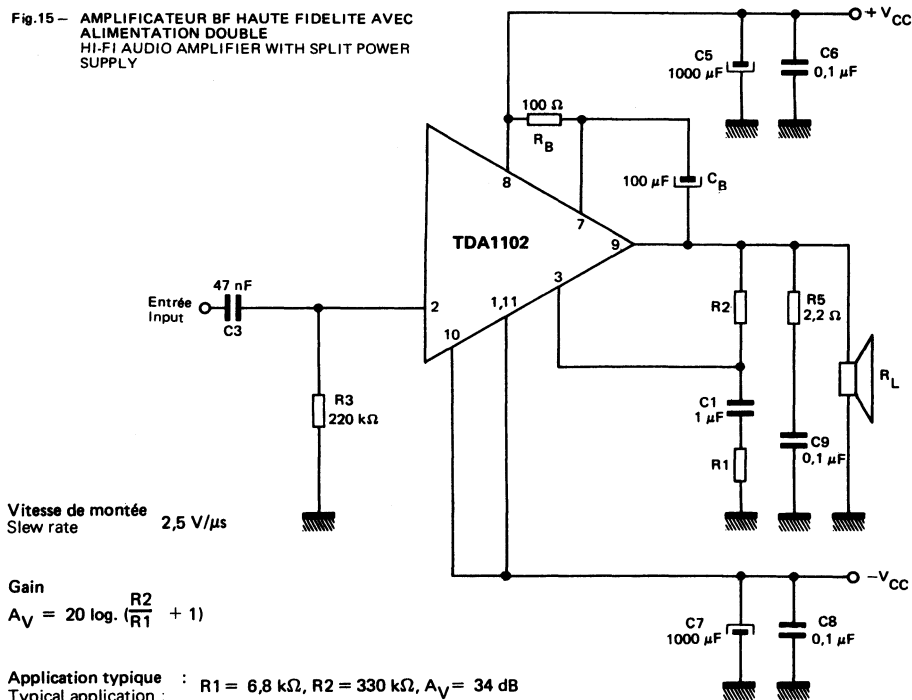 Fig.15 – AMPLIFICATEUR BF HAUTE FIDELITE AVEC
ALIMENTATION DOUBLE
HI-FI AUDIO AMPLIFIER WITH SPLIT POWER
SUPPLY
+ VCC
C5
1000 µF
C6
0,1 µF
100 Ω
RB
8
7
100 µF
CB
TDA1102
9
3
1,11
10
2
47 nF
Entrée
Input
C3
R3
220 kΩ
R2
R5
2,2 Ω
RL
C1
1 µF
R1
C9
0,1 µF
Vitesse de montée
Slew rate
2,5 V/µs
−VCC
Gain
AV = 20 log. (R2/R1 + 1)
C7
1000 µF
C8
0,1 µF
Application typique :
Typical application :
R1 = 6,8 kΩ, R2 = 330 kΩ, AV = 34 dB